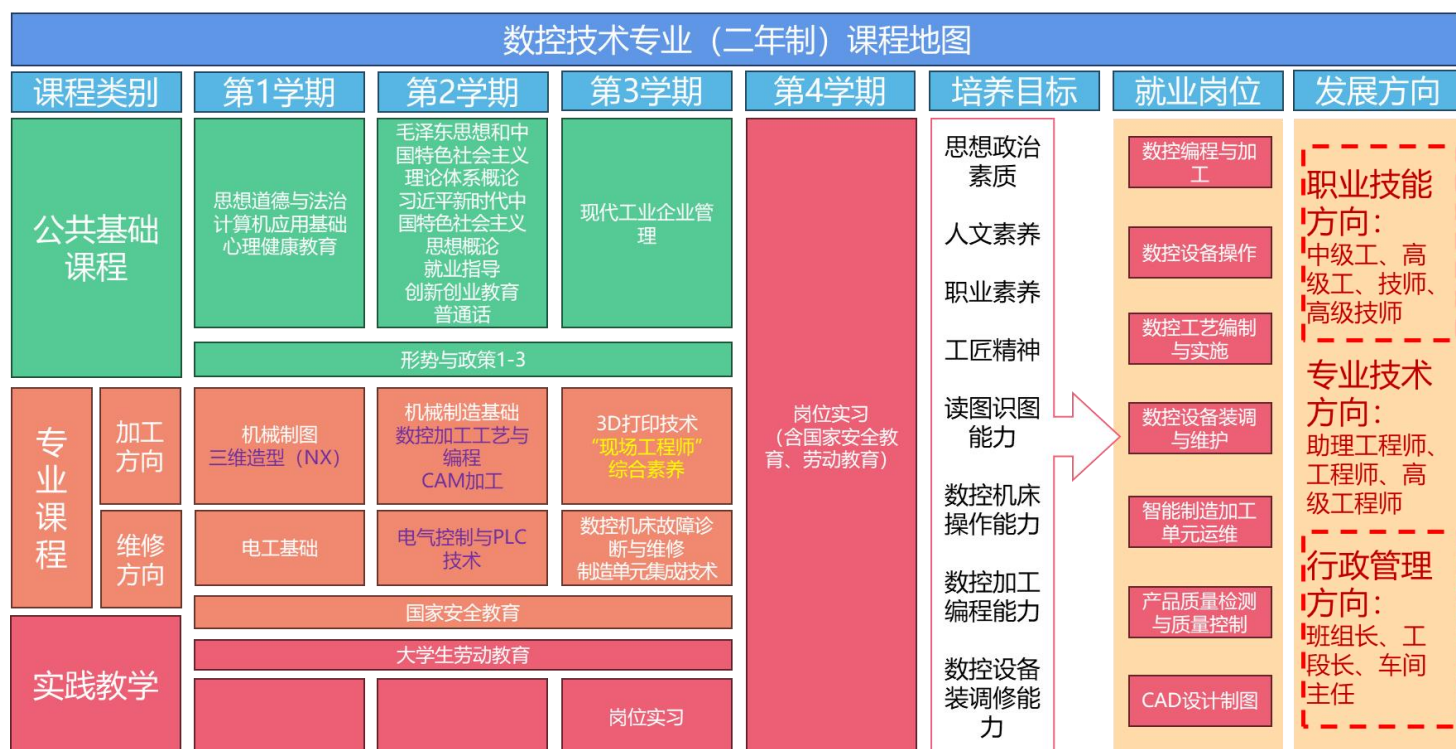 数控技术专业（二年制）课程地图
课程类别
第1学期
第2学期
第3学期
第4学期
培养目标
就业岗位
发展方向
公共基础
课程
思想道德与法治
计算机应用基础
心理健康教育
毛泽东思想和中
国特色社会主义
理论体系概论
习近平新时代中
国特色社会主义
思想概论
就业指导
创新创业教育
普通话
现代工业企业管
理
形势与政策1-3
专
业
课
程
加工
方向
机械制图
三维造型（NX）
机械制造基础
数控加工工艺与
编程
CAM加工
3D打印技术
“现场工程师”
综合素养
维修
方向
电工基础
电气控制与PLC
技术
数控机床故障诊
断与维修
制造单元集成技术
国家安全教育
实践教学
大学生劳动教育
岗位实习
岗位实习
（含国家安全教
育、劳动教育）
思想政治
素质
人文素养
职业素养
工匠精神
读图识图
能力
数控机床
操作能力
数控加工
编程能力
数控设备
装调修能
力
数控编程与加
工
数控设备操作
数控工艺编制
与实施
数控设备装调
与维护
智能制造加工
单元运维
产品质量检测
与质量控制
CAD设计制图
职业技能
方向：
中级工、高
级工、技师、
高级技师
专业技术
方向：
助理工程师、
工程师、高
级工程师
行政管理
方向：
班组长、工
段长、车间
主任